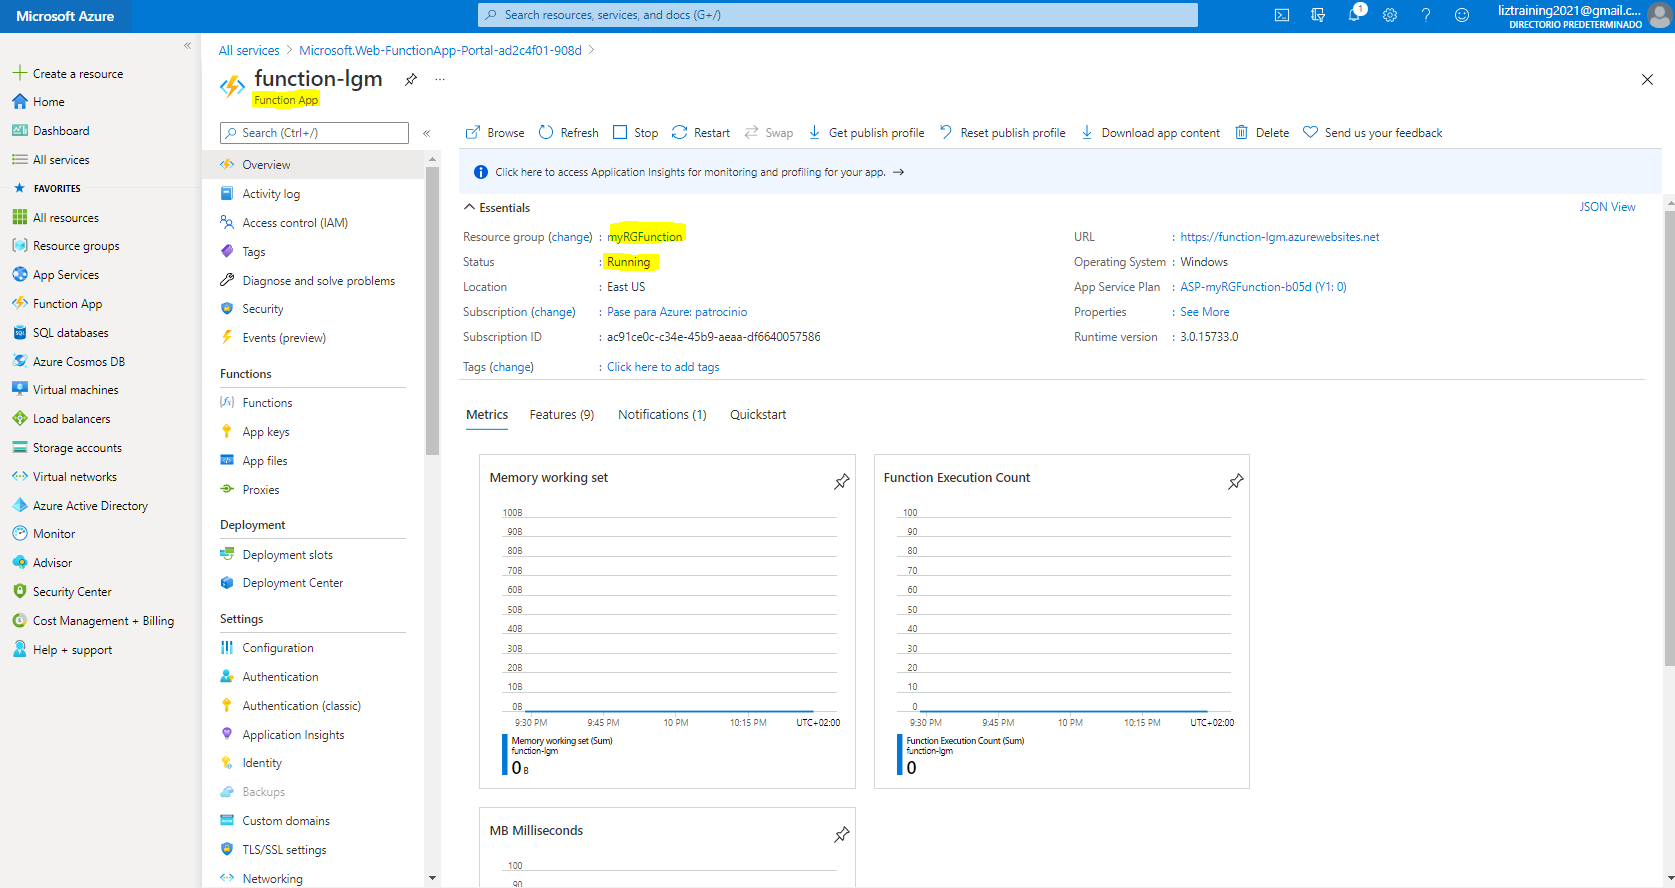 Microsoft Azure
Search resources, services, and docs (G+/)
1
liztraining2021@gmail.c...
DIRECTORIO PREDETERMINADO
Create a resource
Home
Dashboard
All services
FAVORITES
All resources
Resource groups
App Services
Function App
SQL databases
Azure Cosmos DB
Virtual machines
Load balancers
Storage accounts
Virtual networks
Azure Active Directory
Monitor
Advisor
Security Center
Cost Management + Billing
Help + support
All services > Microsoft.Web-FunctionApp-Portal-ad2c4f01-908d >
function-lgm
Function App
Search (Ctrl+/)
Overview
Activity log
Access control (IAM)
Tags
Diagnose and solve problems
Security
Events (preview)
Functions
Functions
App keys
App files
Proxies
Deployment
Deployment slots
Deployment Center
Settings
Configuration
Authentication
Authentication (classic)
Application Insights
Identity
Backups
Custom domains
TLS/SSL settings
Networking
Browse Refresh Stop Restart Swap Get publish profile Reset publish profile Download app content Delete Send us your feedback
Click here to access Application Insights for monitoring and profiling for your app. →
Essentials
JSON View
Resource group (change) : myRGFunction
Status : Running
Location : East US
Subscription (change) : Pase para Azure: patrocinio
Subscription ID : ac91ce0c-c34e-45b9-aeaa-df6640057586
Tags (change) : Click here to add tags
URL : https://function-lgm.azurewebsites.net
Operating System : Windows
App Service Plan : ASP-myRGFunction-b05d (Y1: 0)
Properties : See More
Runtime version : 3.0.15733.0
Metrics Features (9) Notifications (1) Quickstart
Memory working set
100B
90B
80B
70B
60B
50B
40B
30B
20B
10B
0B
9:30 PM 9:45 PM 10 PM 10:15 PM UTC+02:00
Memory working set (Sum)
function-lgm
0 B
Function Execution Count
100
90
80
70
60
50
40
30
20
10
0
9:30 PM 9:45 PM 10 PM 10:15 PM UTC+02:00
Function Execution Count (Sum)
function-lgm
0
MB Milliseconds
100
90